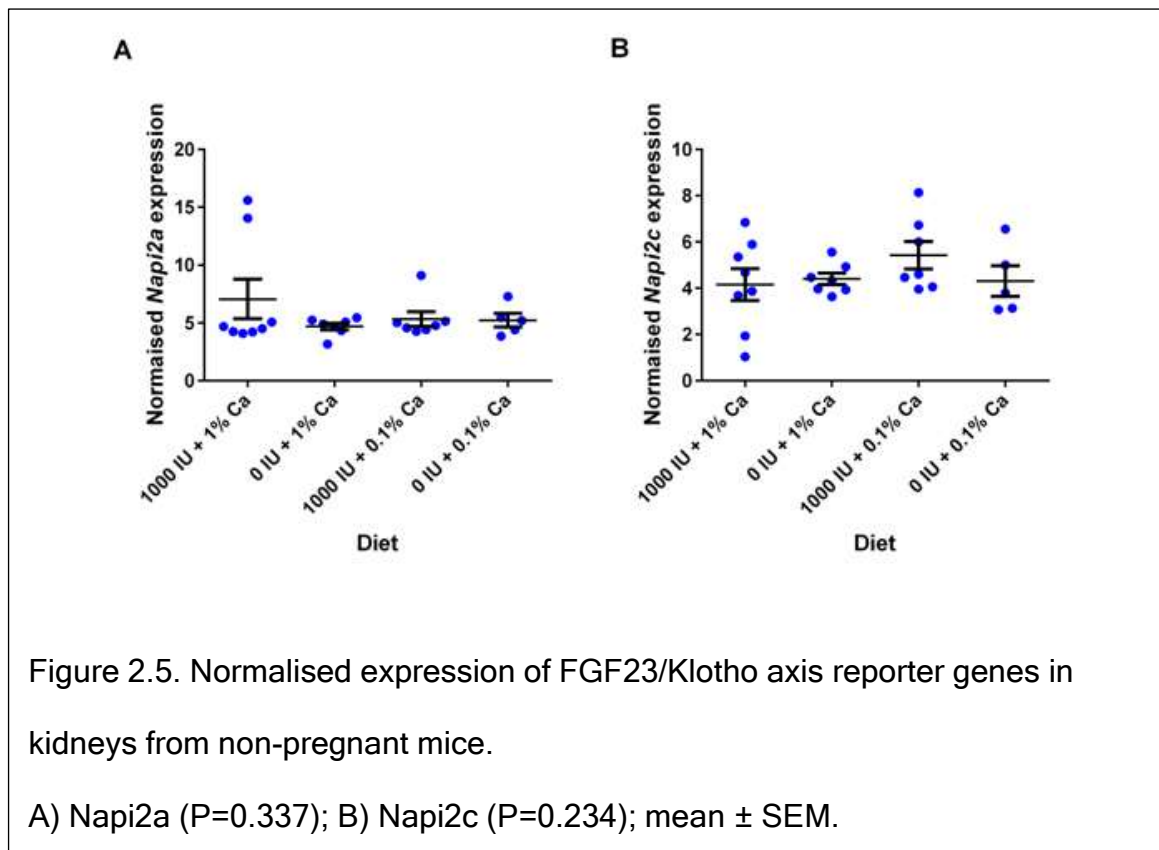 A
B
Normaised Napi2a expression
20
15
10
5
0
1000 IU + 1% Ca
0 IU + 1% Ca
1000 IU + 0.1% Ca
0 IU + 0.1% Ca
Diet
Normaised Napi2c expression
10
8
6
4
2
0
1000 IU + 1% Ca
0 IU + 1% Ca
1000 IU + 0.1% Ca
0 IU + 0.1% Ca
Diet
Figure 2.5. Normalised expression of FGF23/Klotho axis reporter genes in
kidneys from non-pregnant mice.
A) Napi2a (P=0.337); B) Napi2c (P=0.234); mean ± SEM.